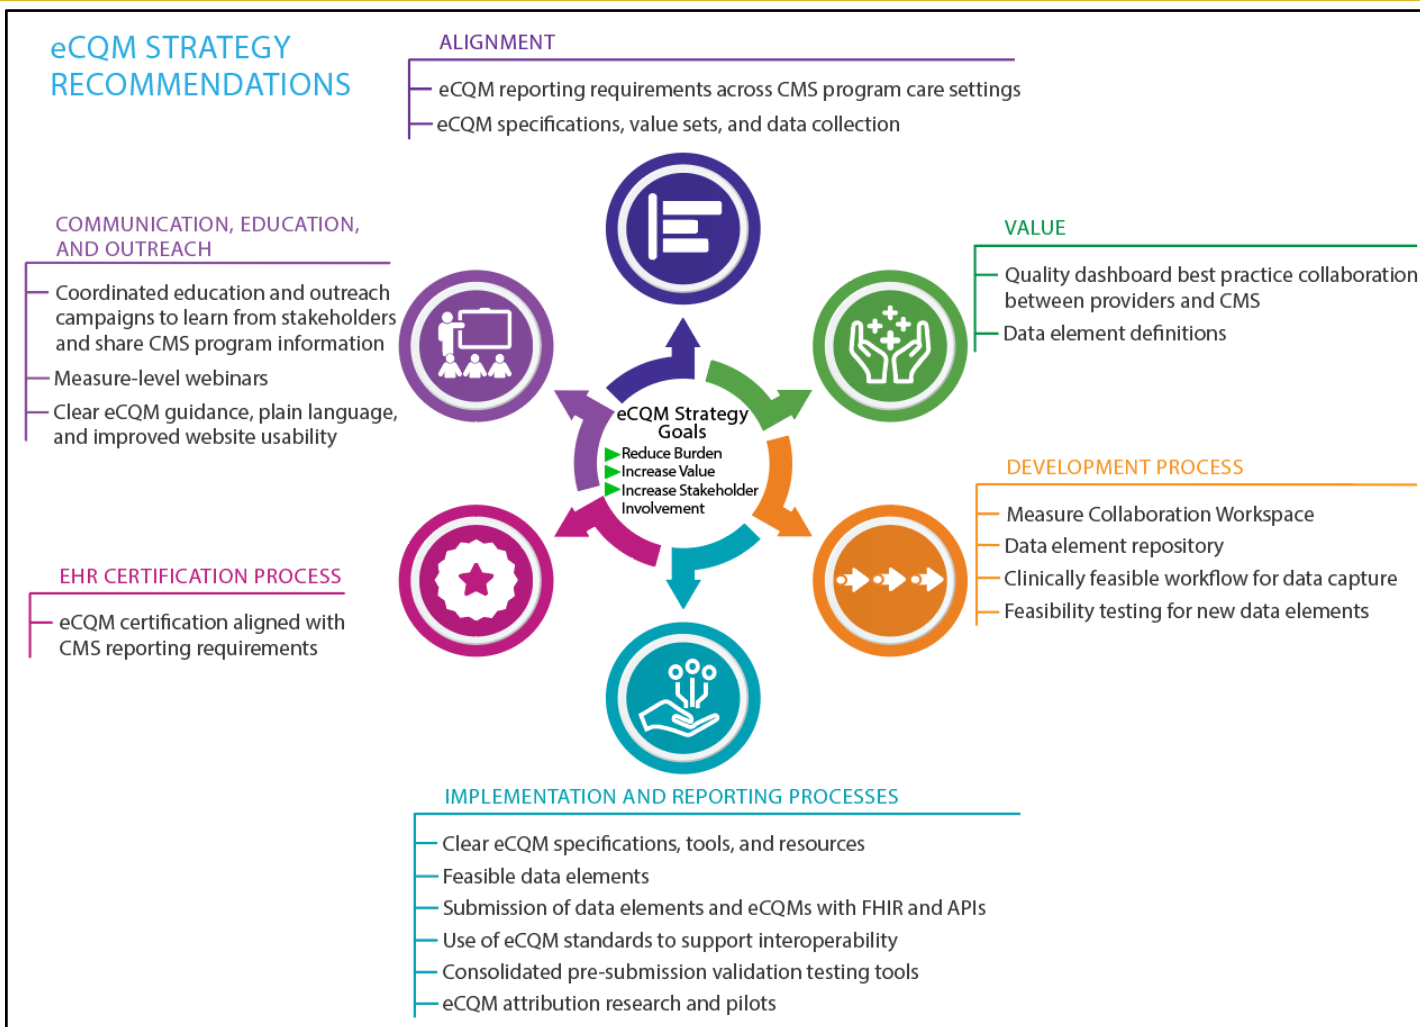 eCQM STRATEGY
RECOMMENDATIONS
ALIGNMENT
eCQM reporting requirements across CMS program care settings
eCQM specifications, value sets, and data collection
COMMUNICATION, EDUCATION,
AND OUTREACH
Coordinated education and outreach
campaigns to learn from stakeholders
and share CMS program information
Measure-level webinars
Clear eCQM guidance, plain language,
and improved website usability
VALUE
Quality dashboard best practice collaboration
between providers and CMS
Data element definitions
eCQM Strategy
Goals
Reduce Burden
Increase Value
Increase Stakeholder
Involvement
DEVELOPMENT PROCESS
Measure Collaboration Workspace
Data element repository
Clinically feasible workflow for data capture
Feasibility testing for new data elements
EHR CERTIFICATION PROCESS
eCQM certification aligned with
CMS reporting requirements
IMPLEMENTATION AND REPORTING PROCESSES
Clear eCQM specifications, tools, and resources
Feasible data elements
Submission of data elements and eCQMs with FHIR and APIs
Use of eCQM standards to support interoperability
Consolidated pre-submission validation testing tools
eCQM attribution research and pilots